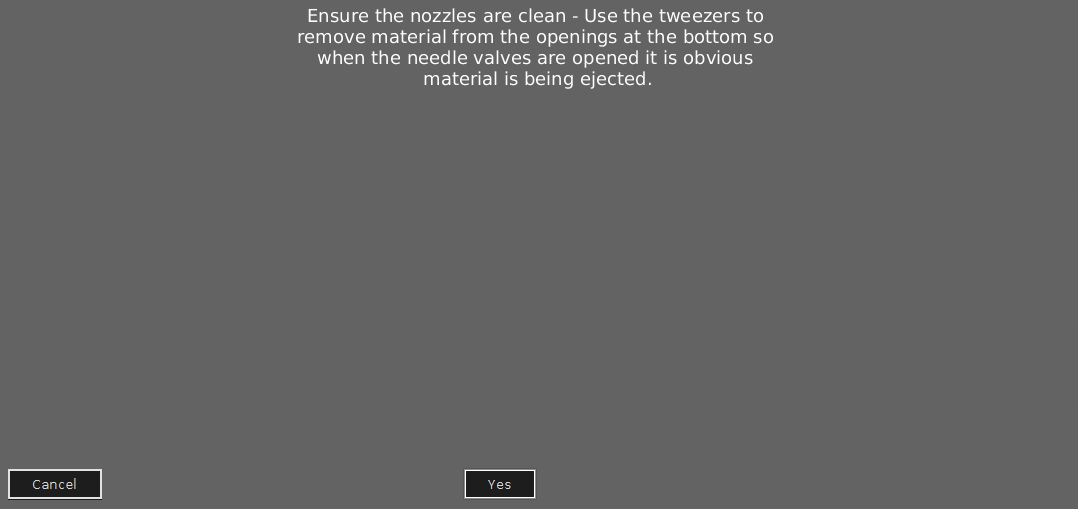 Ensure the nozzles are clean - Use the tweezers to
remove material from the openings at the bottom so
when the needle valves are opened it is obvious
material is being ejected.
Cancel
Yes